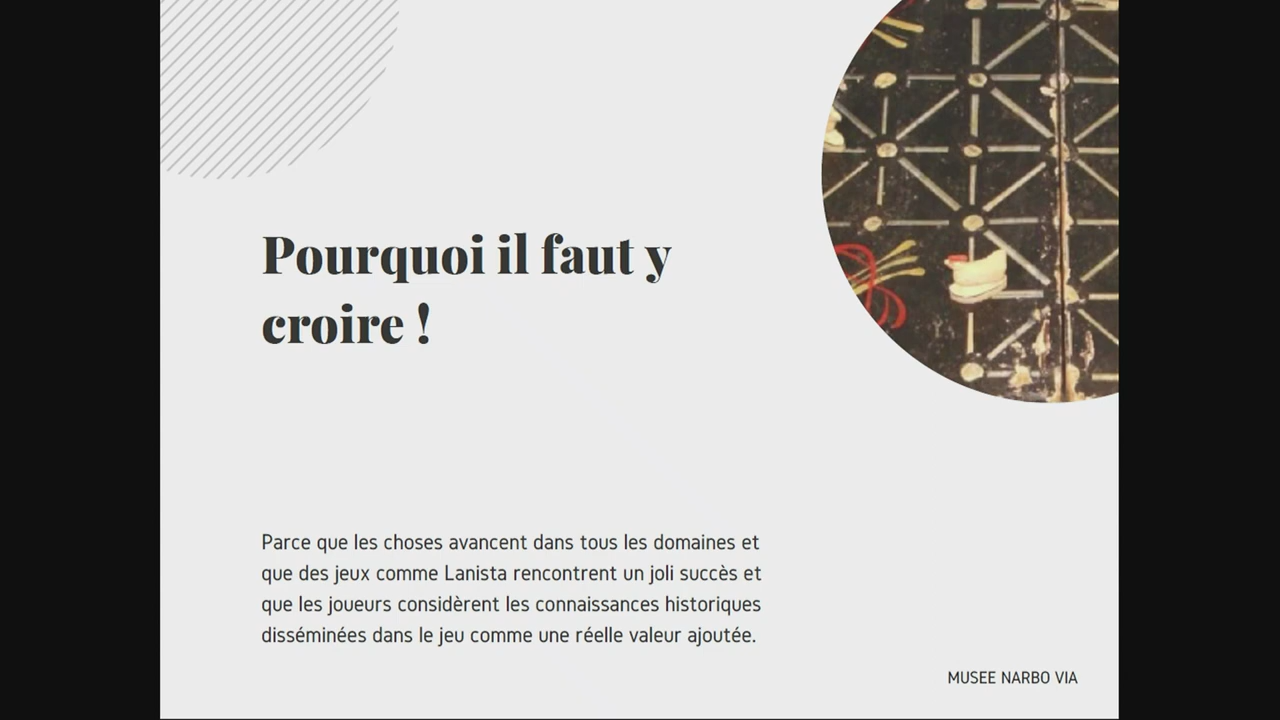 Pourquoi il faut y
croire !
Parce que les choses avancent dans tous les domaines et
que des jeux comme Lanista rencontrent un joli succès et
que les joueurs considèrent les connaissances historiques
disséminées dans le jeu comme une réelle valeur ajoutée.
MUSEE NARBO VIA